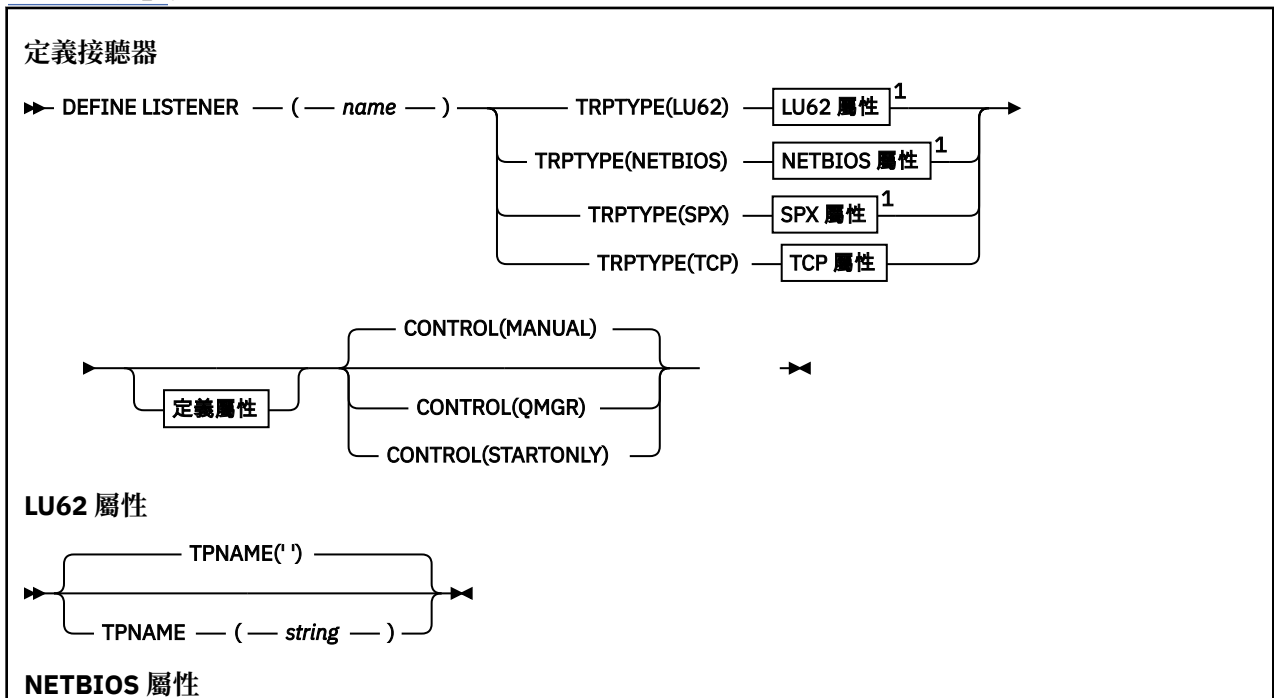 定義接聽器
DEFINE LISTENER ( name ) TRPTYPE(LU62) LU62 屬性 1
TRPTYPE(NETBIOS) NETBIOS 屬性 1
TRPTYPE(SPX) SPX 屬性 1
TRPTYPE(TCP) TCP 屬性
CONTROL(MANUAL)
定義屬性 CONTROL(QMGR)
CONTROL(STARTONLY)
LU62 屬性
TPNAME(' ')
TPNAME ( string )
NETBIOS 屬性